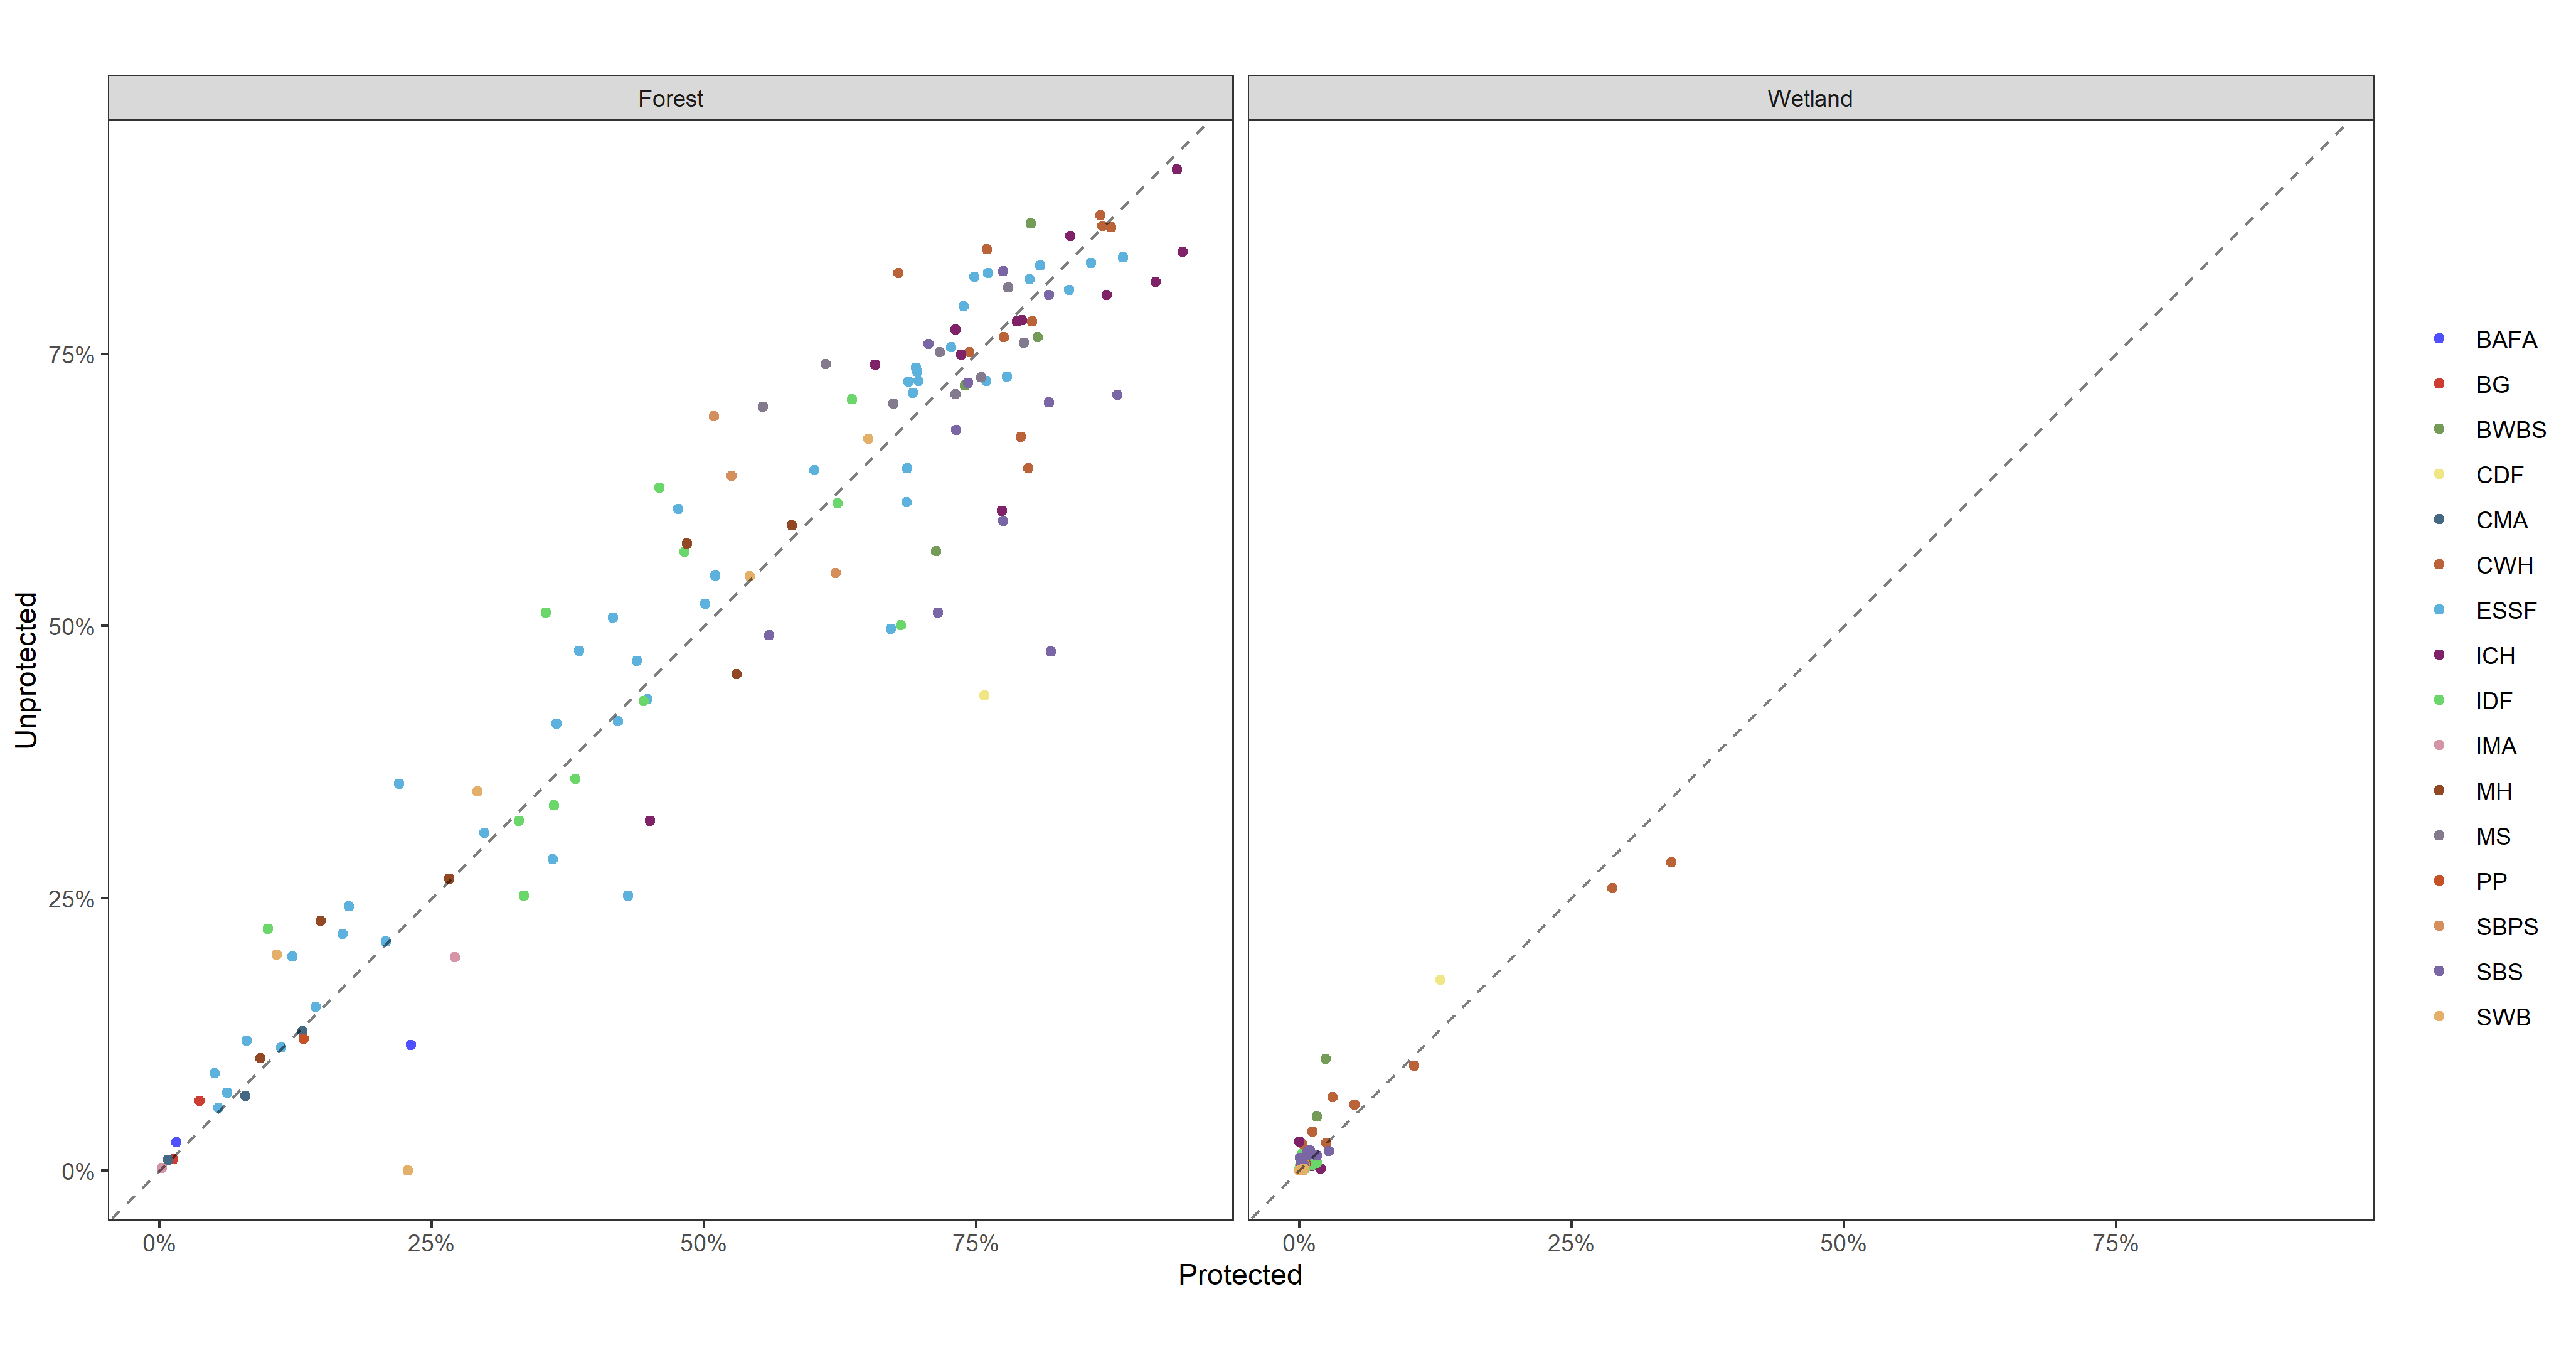 Forest
Wetland
Unprotected
75%
50%
25%
0%
0%
25%
50%
75%
0%
25%
50%
75%
Protected
BAFA
BG
BWBS
CDF
CMA
CWH
ESSF
ICH
IDF
IMA
MH
MS
PP
SBPS
SBS
SWB